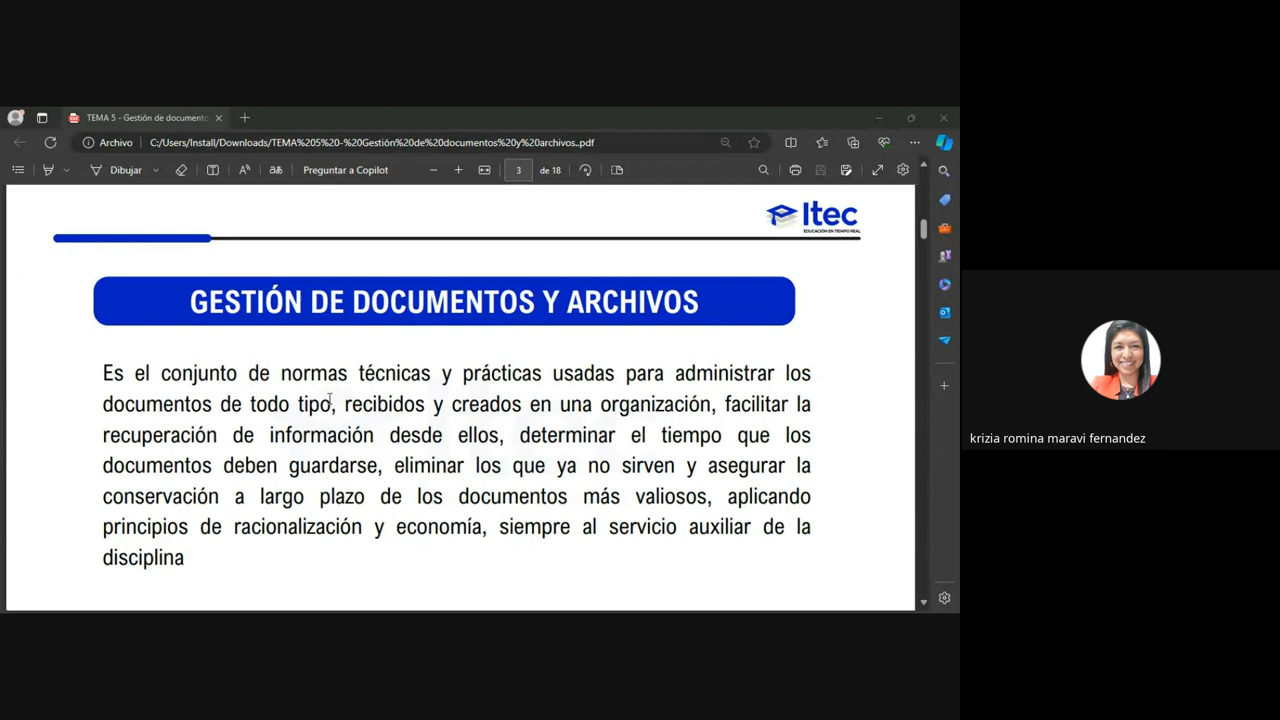 TEMA 5 - Gestión de documento
Archivo
C:/Users/Install/Downloads/TEMA%205%20-%20Gestión%20de%20documentos%20y%20archivos..pdf
Dibujar
Preguntar a Copilot
3
de 18
Itec
EDUCACIÓN EN TIEMPO REAL
GESTIÓN DE DOCUMENTOS Y ARCHIVOS
Es el conjunto de normas técnicas y prácticas usadas para administrar los
documentos de todo tipo, recibidos y creados en una organización, facilitar la
recuperación de información desde ellos, determinar el tiempo que los
documentos deben guardarse, eliminar los que ya no sirven y asegurar la
conservación a largo plazo de los documentos más valiosos, aplicando
principios de racionalización y economía, siempre al servicio auxiliar de la
disciplina
krizia romina maravi fernandez